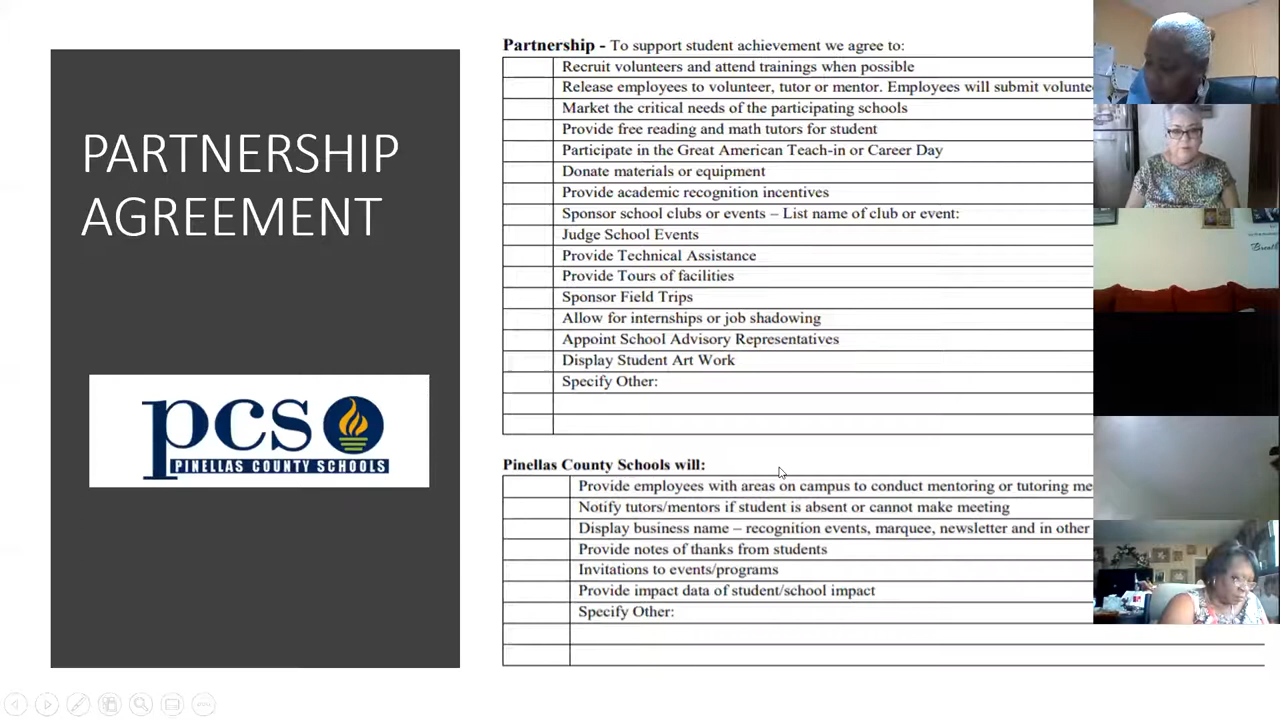 PARTNERSHIP
AGREEMENT
pcs
PINELLAS COUNTY SCHOOLS
Partnership - To support student achievement we agree to:
Recruit volunteers and attend trainings when possible
Release employees to volunteer, tutor or mentor. Employees will submit volunte
Market the critical needs of the participating schools
Provide free reading and math tutors for student
Participate in the Great American Teach-in or Career Day
Donate materials or equipment
Provide academic recognition incentives
Sponsor school clubs or events – List name of club or event:
Judge School Events
Provide Technical Assistance
Provide Tours of facilities
Sponsor Field Trips
Allow for internships or job shadowing
Appoint School Advisory Representatives
Display Student Art Work
Specify Other:
Pinellas County Schools will:
Provide employees with areas on campus to conduct mentoring or tutoring me
Notify tutors/mentors if student is absent or cannot make meeting
Display business name – recognition events, marquee, newsletter and in other
Provide notes of thanks from students
Invitations to events/programs
Provide impact data of student/school impact
Specify Other: